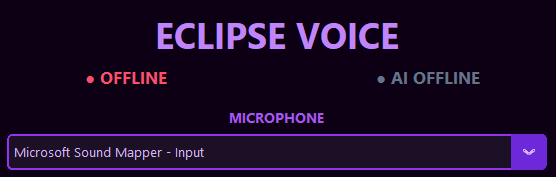 ECLIPSE VOICE
● OFFLINE ● AI OFFLINE
MICROPHONE
Microsoft Sound Mapper - Input